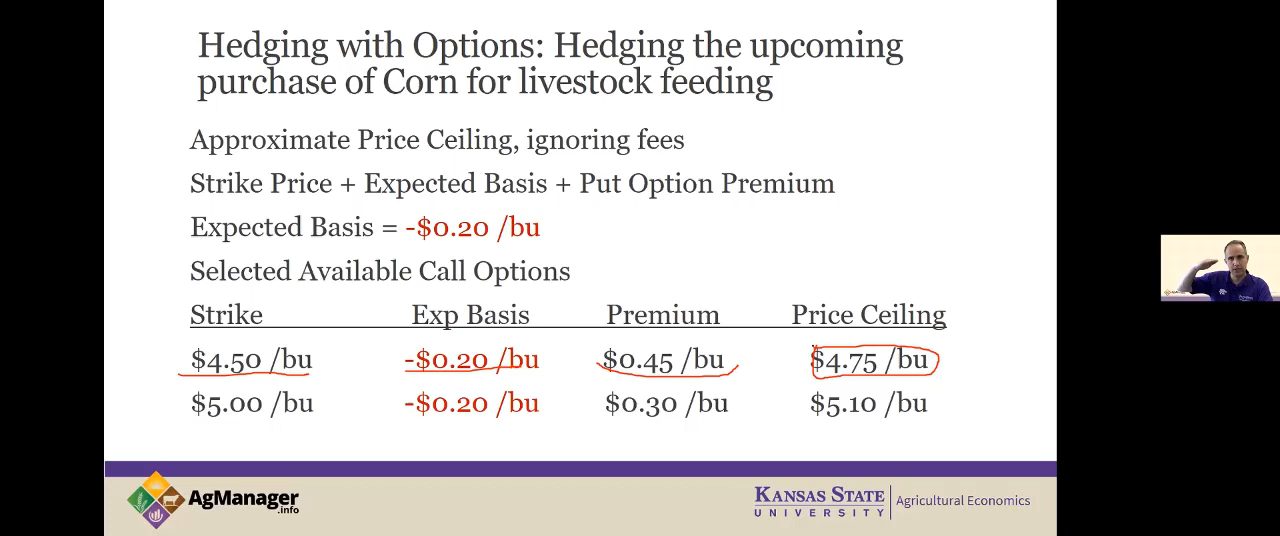 Hedging with Options: Hedging the upcoming
purchase of Corn for livestock feeding
Approximate Price Ceiling, ignoring fees
Strike Price + Expected Basis + Put Option Premium
Expected Basis = -$0.20 /bu
Selected Available Call Options
Strike Exp Basis Premium Price Ceiling
$4.50 /bu -$0.20 /bu $0.45 /bu $4.75 /bu
$5.00 /bu -$0.20 /bu $0.30 /bu $5.10 /bu
AgManager
.info
KANSAS STATE
UNIVERSITY
Agricultural Economics